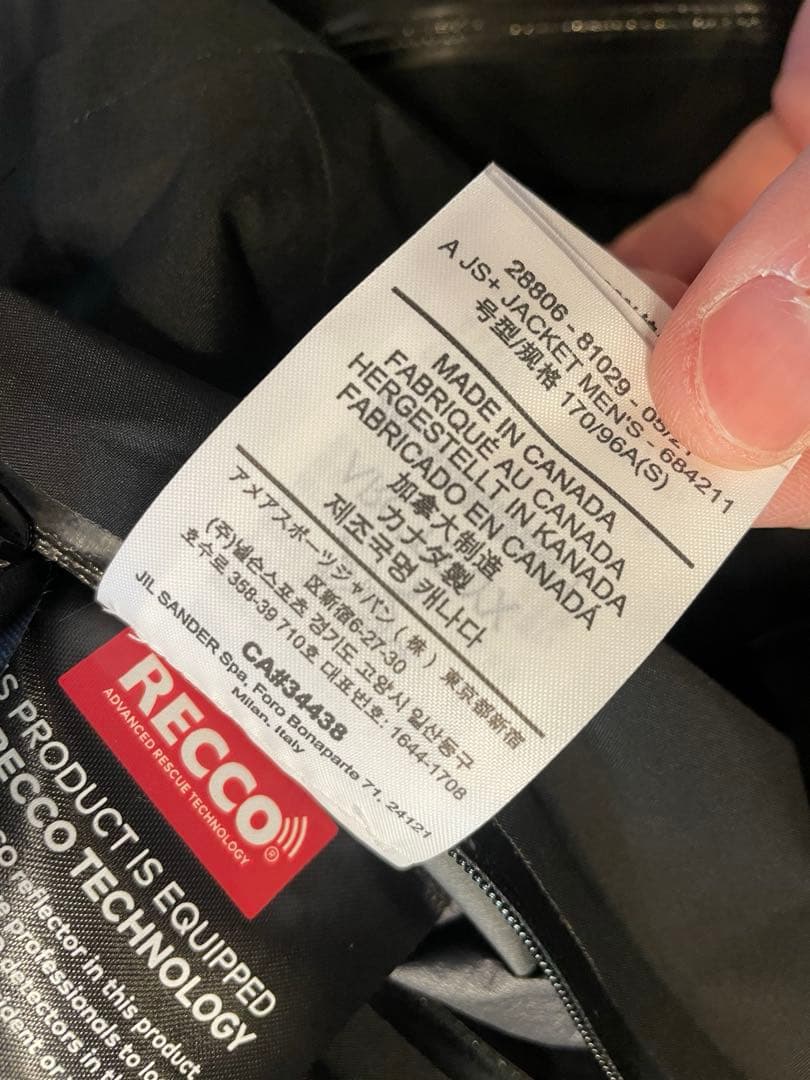 28806 - 81029 - 05/21
A JS+ JACKET MEN'S - 684211
号型/规格 170/96A(S)
MADE IN CANADA
FABRIQUÉ AU CANADA
HERGESTELLT IN KANADA
FABRICADO EN CANADÁ
加拿大制造
カナダ製
제조국명 캐나다
アメアスポーツジャパン(株) 東京都新宿
区新宿6-27-30
(주)넬슨스포츠 경기도 고양시 일산동구
호수로 358-39 710호 대표번호: 1644-1708
CA#34438
JIL SANDER Spa, Foro Bonaparte 71, 24121
Milan, Italy
RECCO®
ADVANCED RESCUE TECHNOLOGY
S PRODUCT IS EQUIPPED
RECCO TECHNOLOGY
CO reflector in this product
professionals to lo
detectors in th
ident or